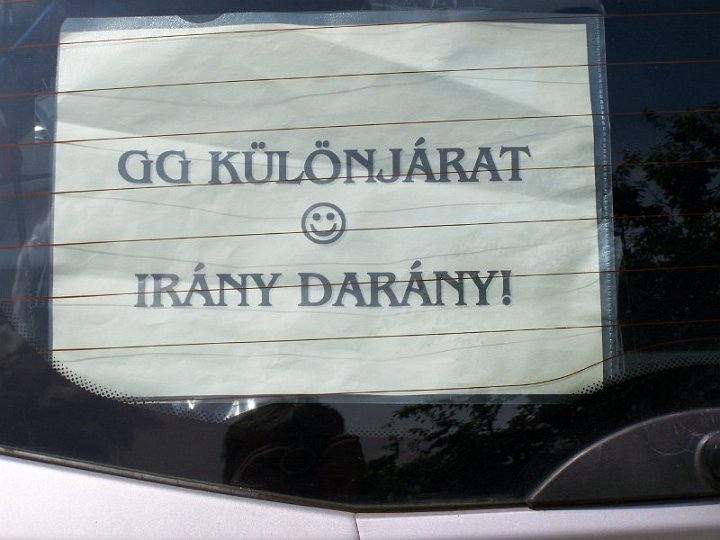 GG KÜLÖNJÁRAT
☺
IRÁNY DARÁNY!